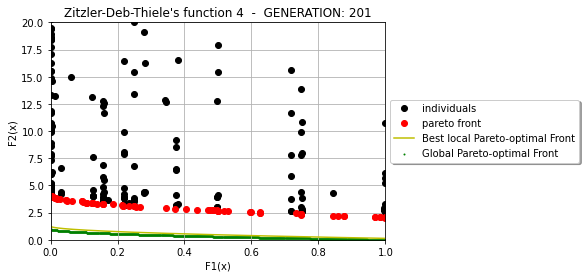 Zitzler-Deb-Thiele's function 4 - GENERATION: 201
F2(x)
20.0
17.5
15.0
12.5
10.0
7.5
5.0
2.5
0.0
0.0 0.2 0.4 0.6 0.8 1.0
F1(x)
individuals
pareto front
Best local Pareto-optimal Front
Global Pareto-optimal Front